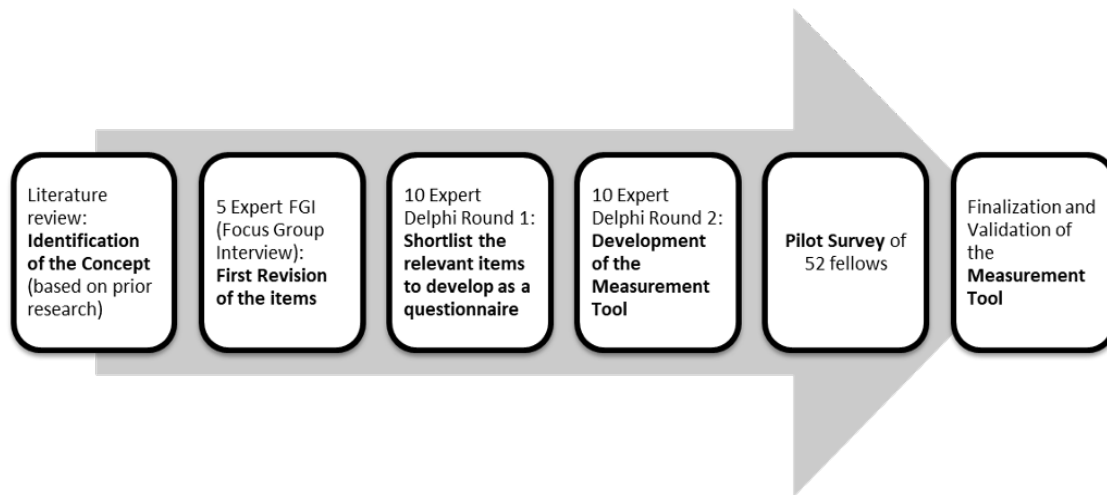 Literature
review:
Identification
of the Concept
(based on prior
research)
5 Expert FGI
(Focus Group
Interview):
First Revision
of the items
10 Expert
Delphi Round 1:
Shortlist the
relevant items
to develop as a
questionnaire
10 Expert
Delphi Round 2:
Development
of the
Measurement
Tool
Pilot Survey of
52 fellows
Finalization and
Validation of
the
Measurement
Tool